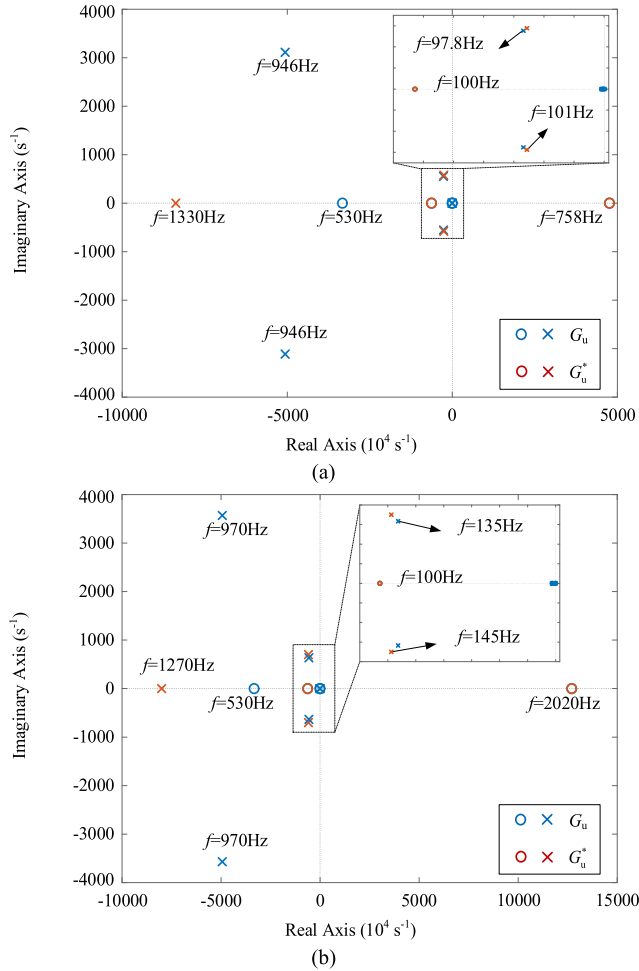 4000
3000
2000
1000
0
-1000
-2000
-3000
-4000
Imaginary Axis (s-1)
f=946Hz
f=97.8Hz
f=100Hz
f=101Hz
f=1330Hz
f=530Hz
f=758Hz
f=946Hz
Gu
Gu*
-10000 -5000 0 5000
Real Axis (10⁴ s-1)
(a)
4000
3000
2000
1000
0
-1000
-2000
-3000
-4000
Imaginary Axis (s-1)
f=970Hz
f=135Hz
f=100Hz
f=145Hz
f=1270Hz
f=530Hz
f=2020Hz
f=970Hz
Gu
Gu*
-10000 -5000 0 5000 10000 15000
Real Axis (10⁴ s-1)
(b)